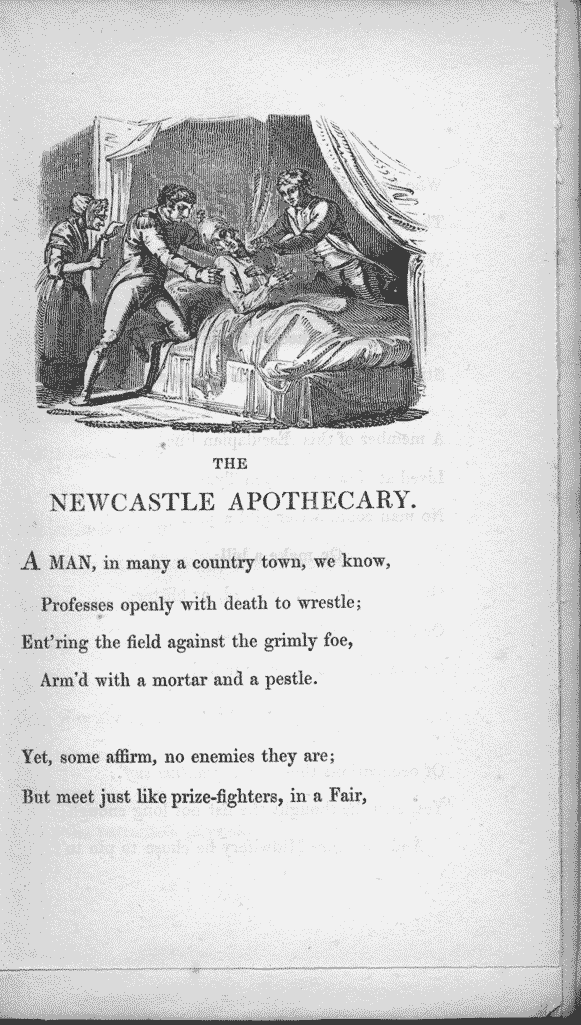 THE
NEWCASTLE APOTHECARY.
A MAN, in many a country town, we know,
Professes openly with death to wrestle;
Ent'ring the field against the grimly foe,
Arm'd with a mortar and a pestle.
Yet, some affirm, no enemies they are;
But meet just like prize-fighters, in a Fair,